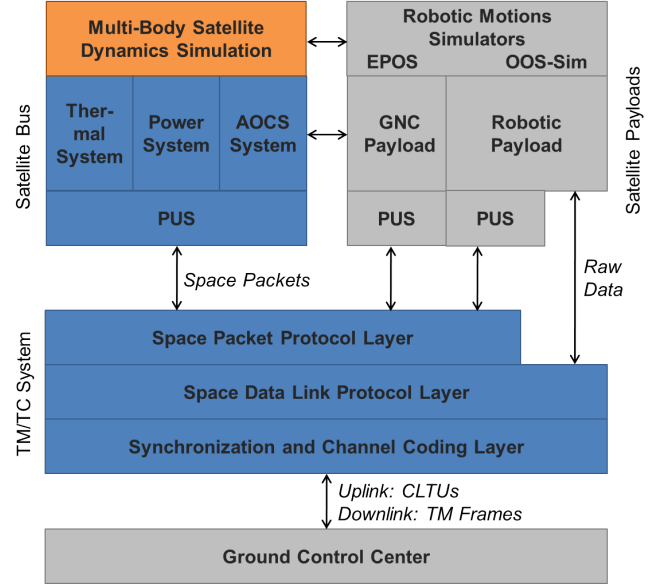 Multi-Body Satellite
Dynamics Simulation
Robotic Motions
Simulators
EPOS
OOS-Sim
Satellite Bus
Ther-
mal
System
Power
System
AOCS
System
GNC
Payload
Robotic
Payload
Satellite Payloads
PUS
PUS
PUS
Space Packets
Raw
Data
TM/TC System
Space Packet Protocol Layer
Space Data Link Protocol Layer
Synchronization and Channel Coding Layer
Uplink: CLTUs
Downlink: TM Frames
Ground Control Center